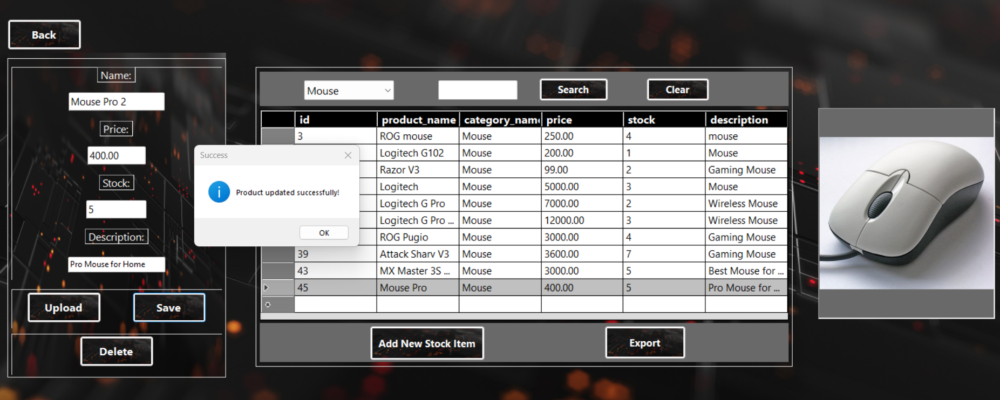 Back
Name:
Mouse Pro 2
Price:
400.00
Stock:
5
Description:
Pro Mouse for Home
Upload Save
Delete
Mouse Search Clear
id product_name category_nam price stock description
3 ROG mouse Mouse 250.00 4 mouse
Logitech G102 Mouse 200.00 1 Mouse
Razor V3 Mouse 99.00 2 Gaming Mouse
Logitech Mouse 5000.00 3 Mouse
Logitech G Pro Mouse 7000.00 2 Wireless Mouse
Logitech G Pro ... Mouse 12000.00 3 Wireless Mouse
ROG Pugio Mouse 3000.00 4 Gaming Mouse
39 Attack Sharv V3 Mouse 3600.00 7 Gaming Mouse
43 MX Master 3S ... Mouse 3000.00 5 Best Mouse for ...
45 Mouse Pro Mouse 400.00 5 Pro Mouse for ...
Add New Stock Item Export
Success
Product updated successfully!
OK